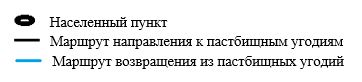 Населенный пункт
Маршрут направления к пастбищным угодиям
Маршрут возвращения из пастбищных угодий